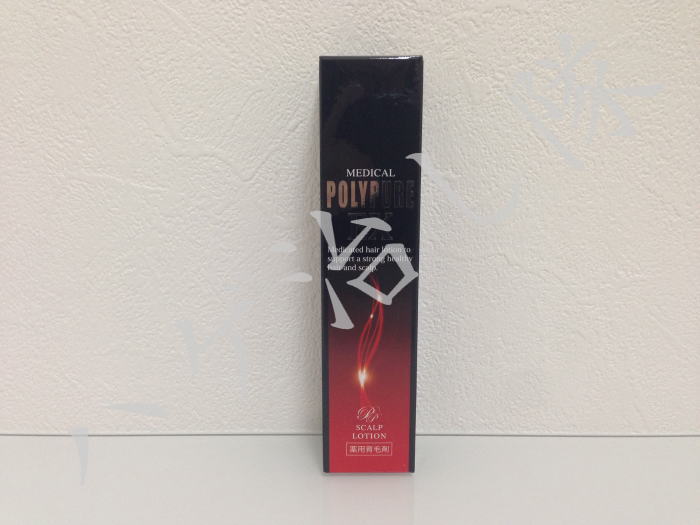 MEDICAL
POLYPURE
Medicated hair lotion to
support a strong healthy
hair and scalp.
SCALP
LOTION
薬用育毛剤